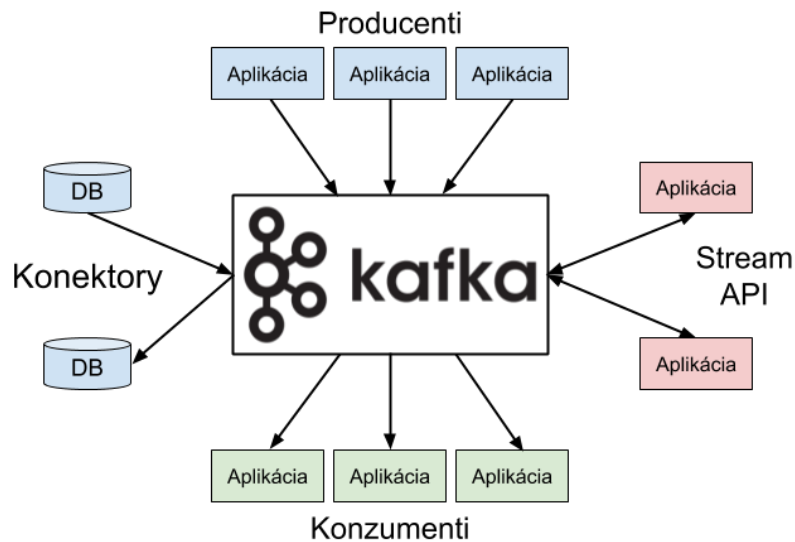 Producenti
Aplikácia Aplikácia Aplikácia
DB
Aplikácia
Konektory
kafka
Stream
API
DB
Aplikácia
Aplikácia Aplikácia Aplikácia
Konzumenti